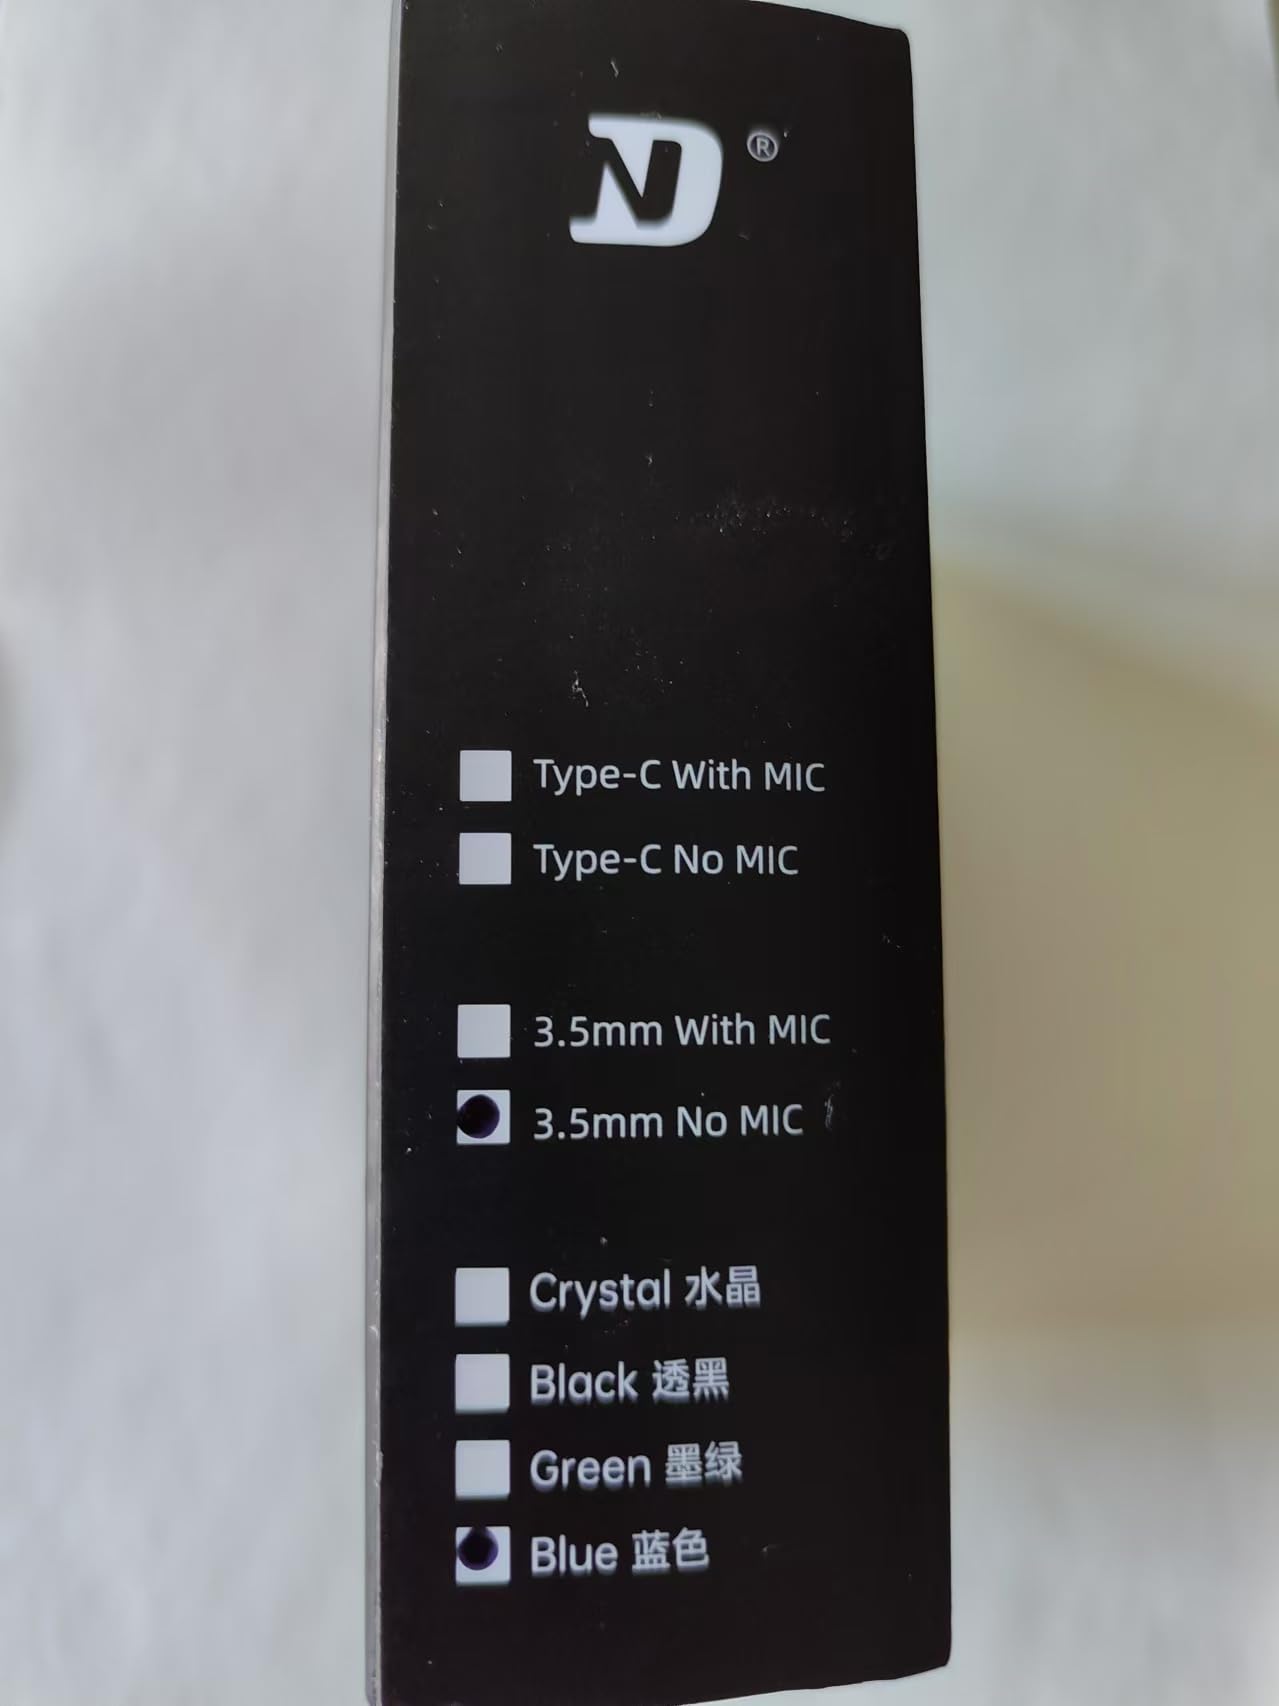 ND®
Type-C With MIC
Type-C No MIC
3.5mm With MIC
3.5mm No MIC
Crystal 水晶
Black 透黑
Green 墨绿
Blue 蓝色